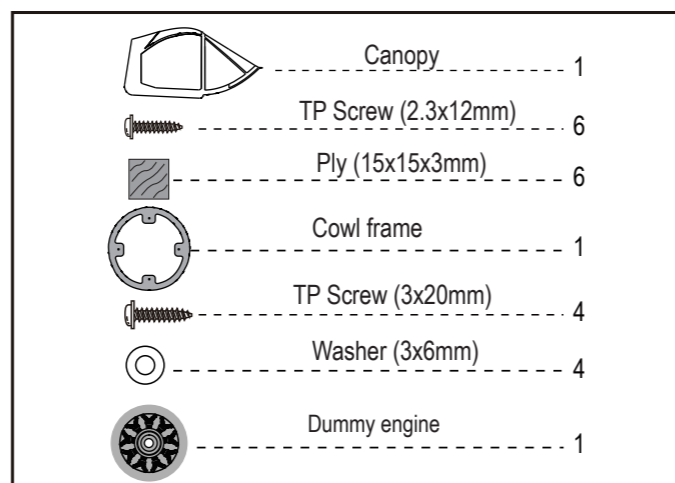 Canopy 1
TP Screw (2.3x12mm) 6
Ply (15x15x3mm) 6
Cowl frame 1
TP Screw (3x20mm) 4
Washer (3x6mm) 4
Dummy engine 1